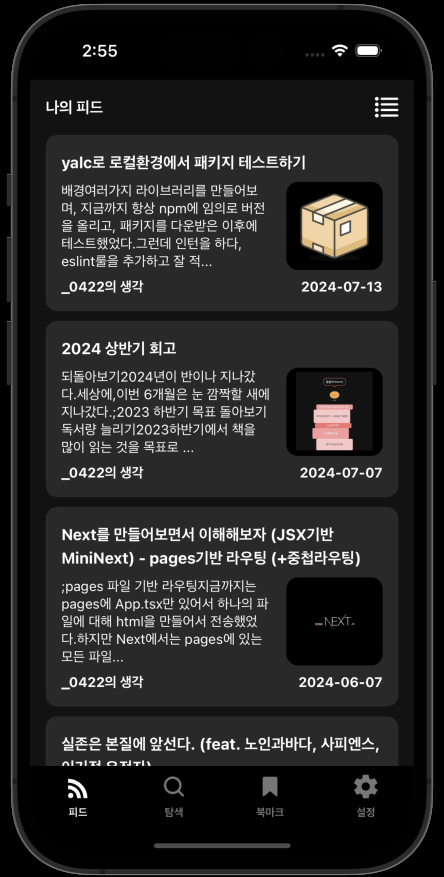 2:55
나의 피드
yalc로 로컬환경에서 패키지 테스트하기
배경여러가지 라이브러리를 만들어보
며, 지금까지 항상 npm에 임의로 버전
을 올리고, 패키지를 다운받은 이후에
테스트했었다.그런데 인턴을 하다,
eslint룰을 추가하고 잘 적...
_0422의 생각
2024-07-13
2024 상반기 회고
되돌아보기2024년이 반이나 지나갔
다.세상에,이번 6개월은 눈 깜짝할 새에
지나갔다.;2023 하반기 목표 돌아보기
독서량 늘리기2023하반기에서 책을
많이 읽는 것을 목표로 ...
_0422의 생각
2024-07-07
Next를 만들어보면서 이해해보자 (JSX기반
MiniNext) - pages기반 라우팅 (+중첩라우팅)
;pages 파일 기반 라우팅지금까지는
pages에 App.tsx만 있어서 하나의 파
일에 대해 html을 만들어서 전송했었
다.하지만 Next에서는 pages에 있는
모든 파일...
NEXT
_0422의 생각
2024-06-07
실존은 본질에 앞선다. (feat. 노인과바다, 사피엔스,
피드
탐색
북마크
설정